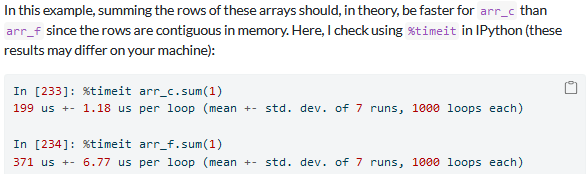 In this example, summing the rows of these arrays should, in theory, be faster for arr_c than
arr_f since the rows are contiguous in memory. Here, I check using %timeit in IPython (these
results may differ on your machine):
In [233]: %timeit arr_c.sum(1)
199 us +- 1.18 us per loop (mean +- std. dev. of 7 runs, 1000 loops each)
In [234]: %timeit arr_f.sum(1)
371 us +- 6.77 us per loop (mean +- std. dev. of 7 runs, 1000 loops each)